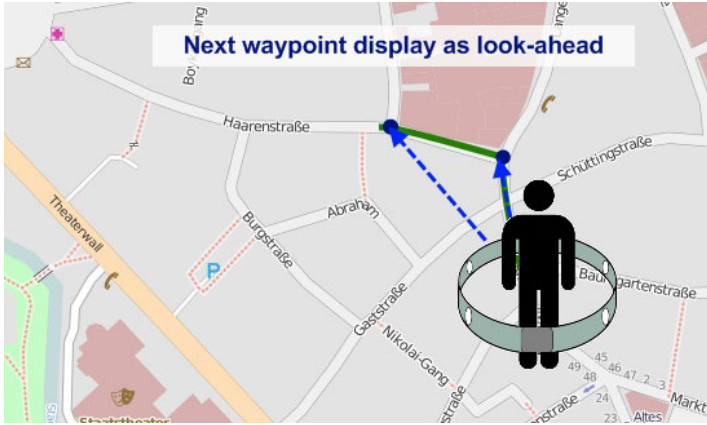 Next waypoint display as look-ahead
Haarenstraße
Schüttingstraße
Abraham
Theaterwall
Burgstraße
P
Gaststraße
Nikolai-Gang
45
46
47
2
3
49
48
24
23
Markt
Altes
Staatstheater